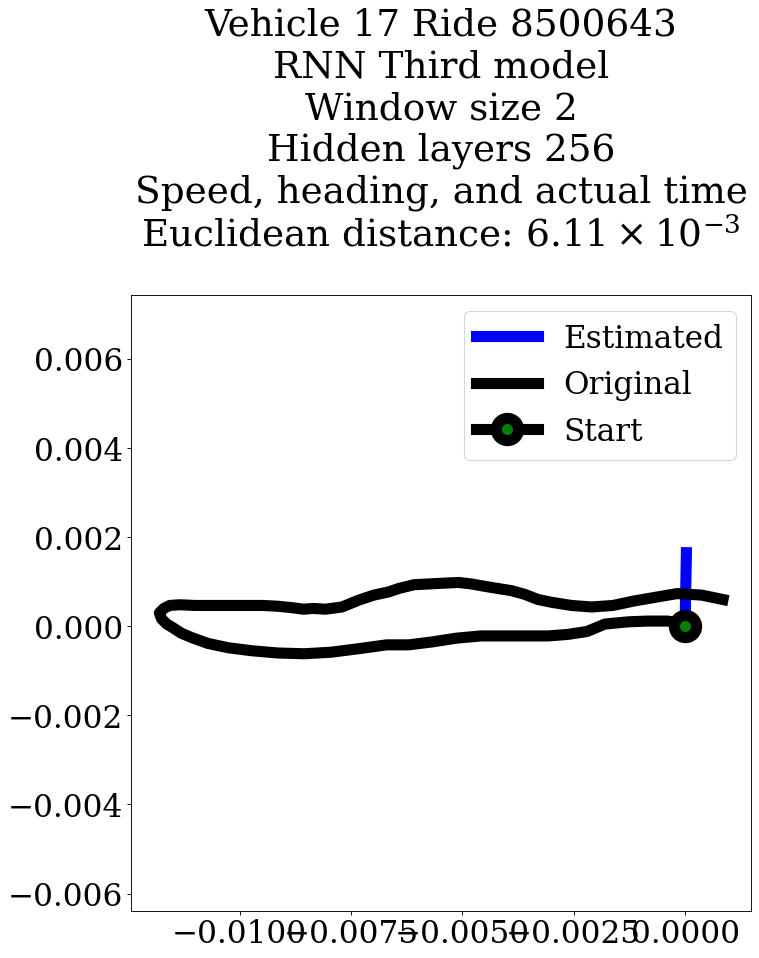 Vehicle 17 Ride 8500643
RNN Third model
Window size 2
Hidden layers 256
Speed, heading, and actual time
Euclidean distance: 6.11 × 10⁻³
Estimated
Original
Start
0.006
0.004
0.002
0.000
−0.002
−0.004
−0.006
−0.0100 −0.0075 −0.0050 −0.0025 0.0000